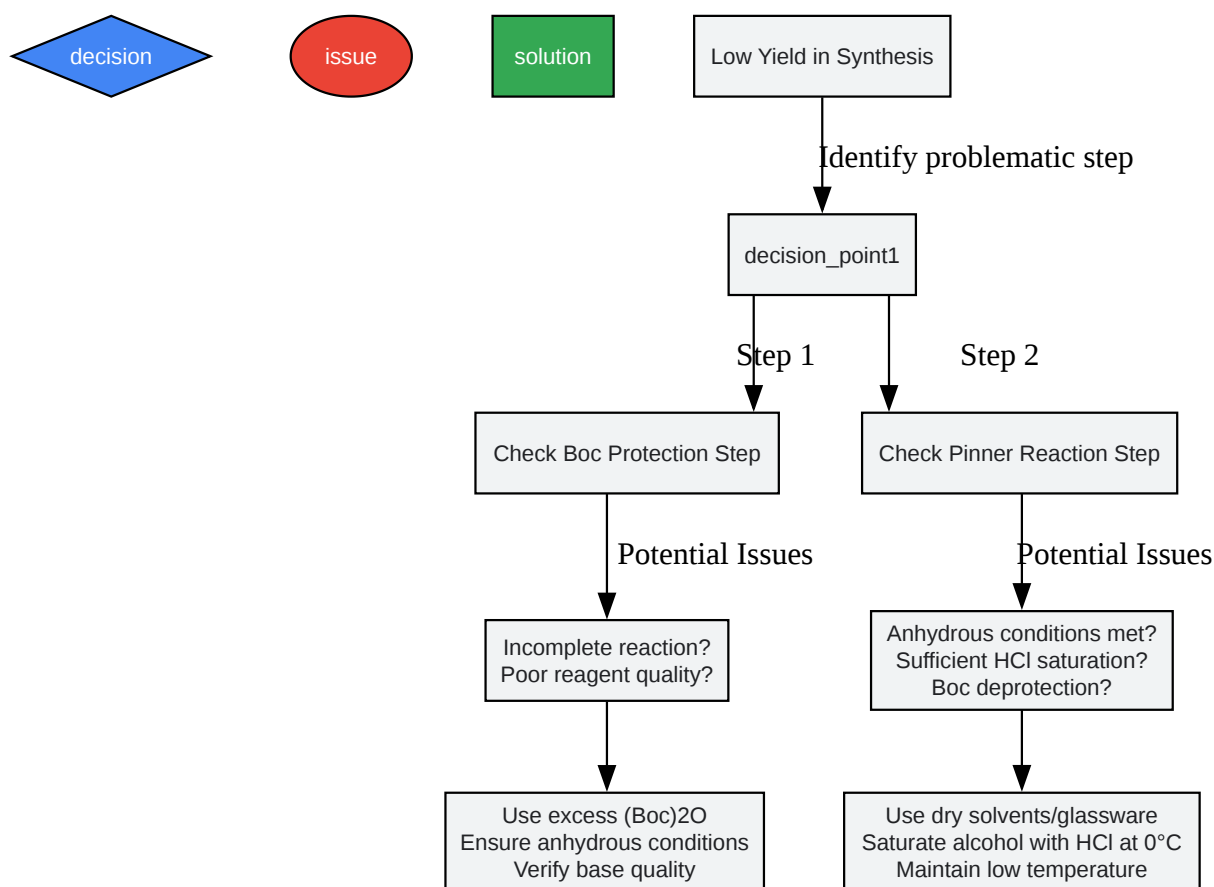 decision
issue
solution
Low Yield in Synthesis
Identify problematic step
decision_point1
Step 1
Step 2
Check Boc Protection Step
Check Pinner Reaction Step
Potential Issues
Potential Issues
Incomplete reaction?
Poor reagent quality?
Anhydrous conditions met?
Sufficient HCl saturation?
Boc deprotection?
Use excess (Boc)2O
Ensure anhydrous conditions
Verify base quality
Use dry solvents/glassware
Saturate alcohol with HCl at 0°C
Maintain low temperature